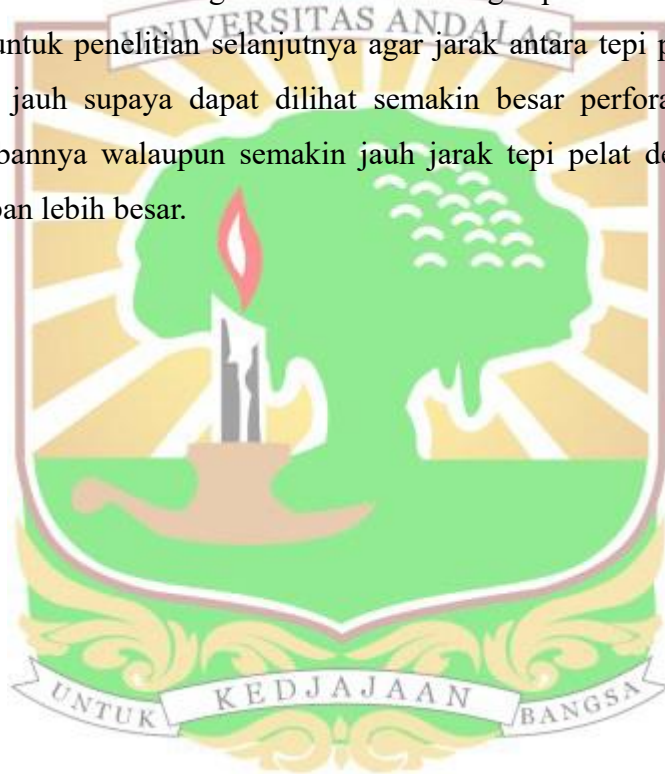 UNIVERSITAS ANDALAS
untuk penelitian selanjutnya agar jarak antara tepi p
jauh supaya dapat dilihat semakin besar perfora
bannya walaupun semakin jauh jarak tepi pelat de
ban lebih besar.
UNTUK KEDJAJAAN BANGSA